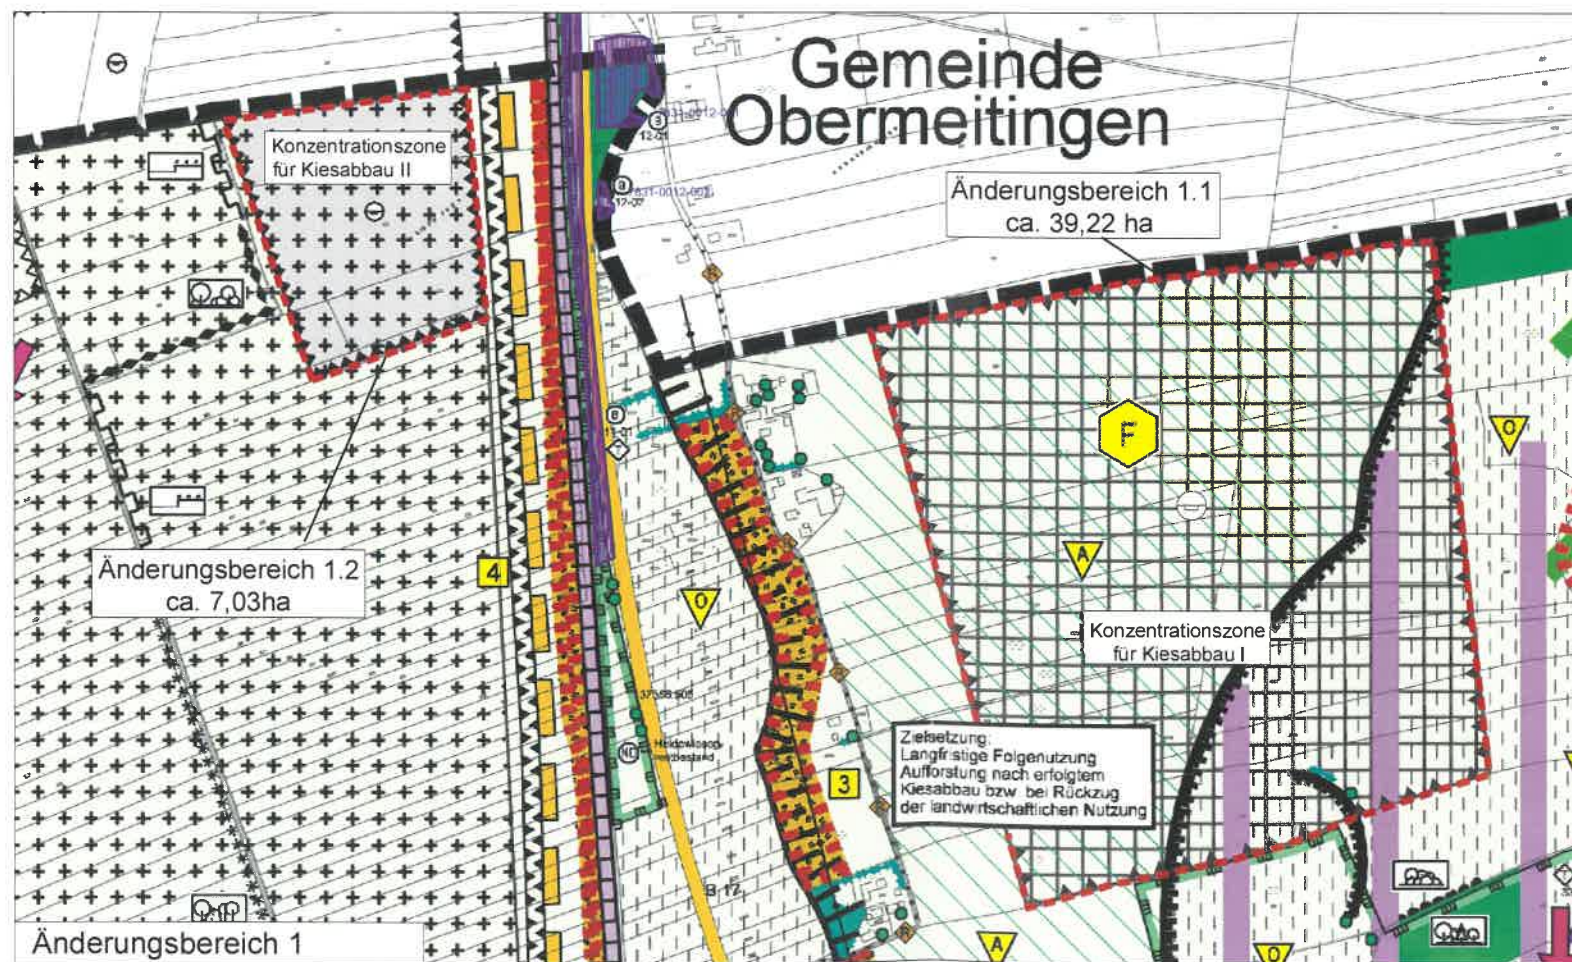 Gemeinde
Obermeitingen
Konzentrationszone
für Kiesabbau II
Änderungsbereich 1.1
ca. 39,22 ha
F
O
A
4
Änderungsbereich 1.2
ca. 7,03ha
O
Konzentrationszone
für Kiesabbau I
Zielsetzung:
Langfristige Folgenutzung
Aufforstung nach erfolgtem
Kiesabbau bzw. bei Rückzug
der landwirtschaftlichen Nutzung
3
ND
B 17
A
O
Änderungsbereich 1